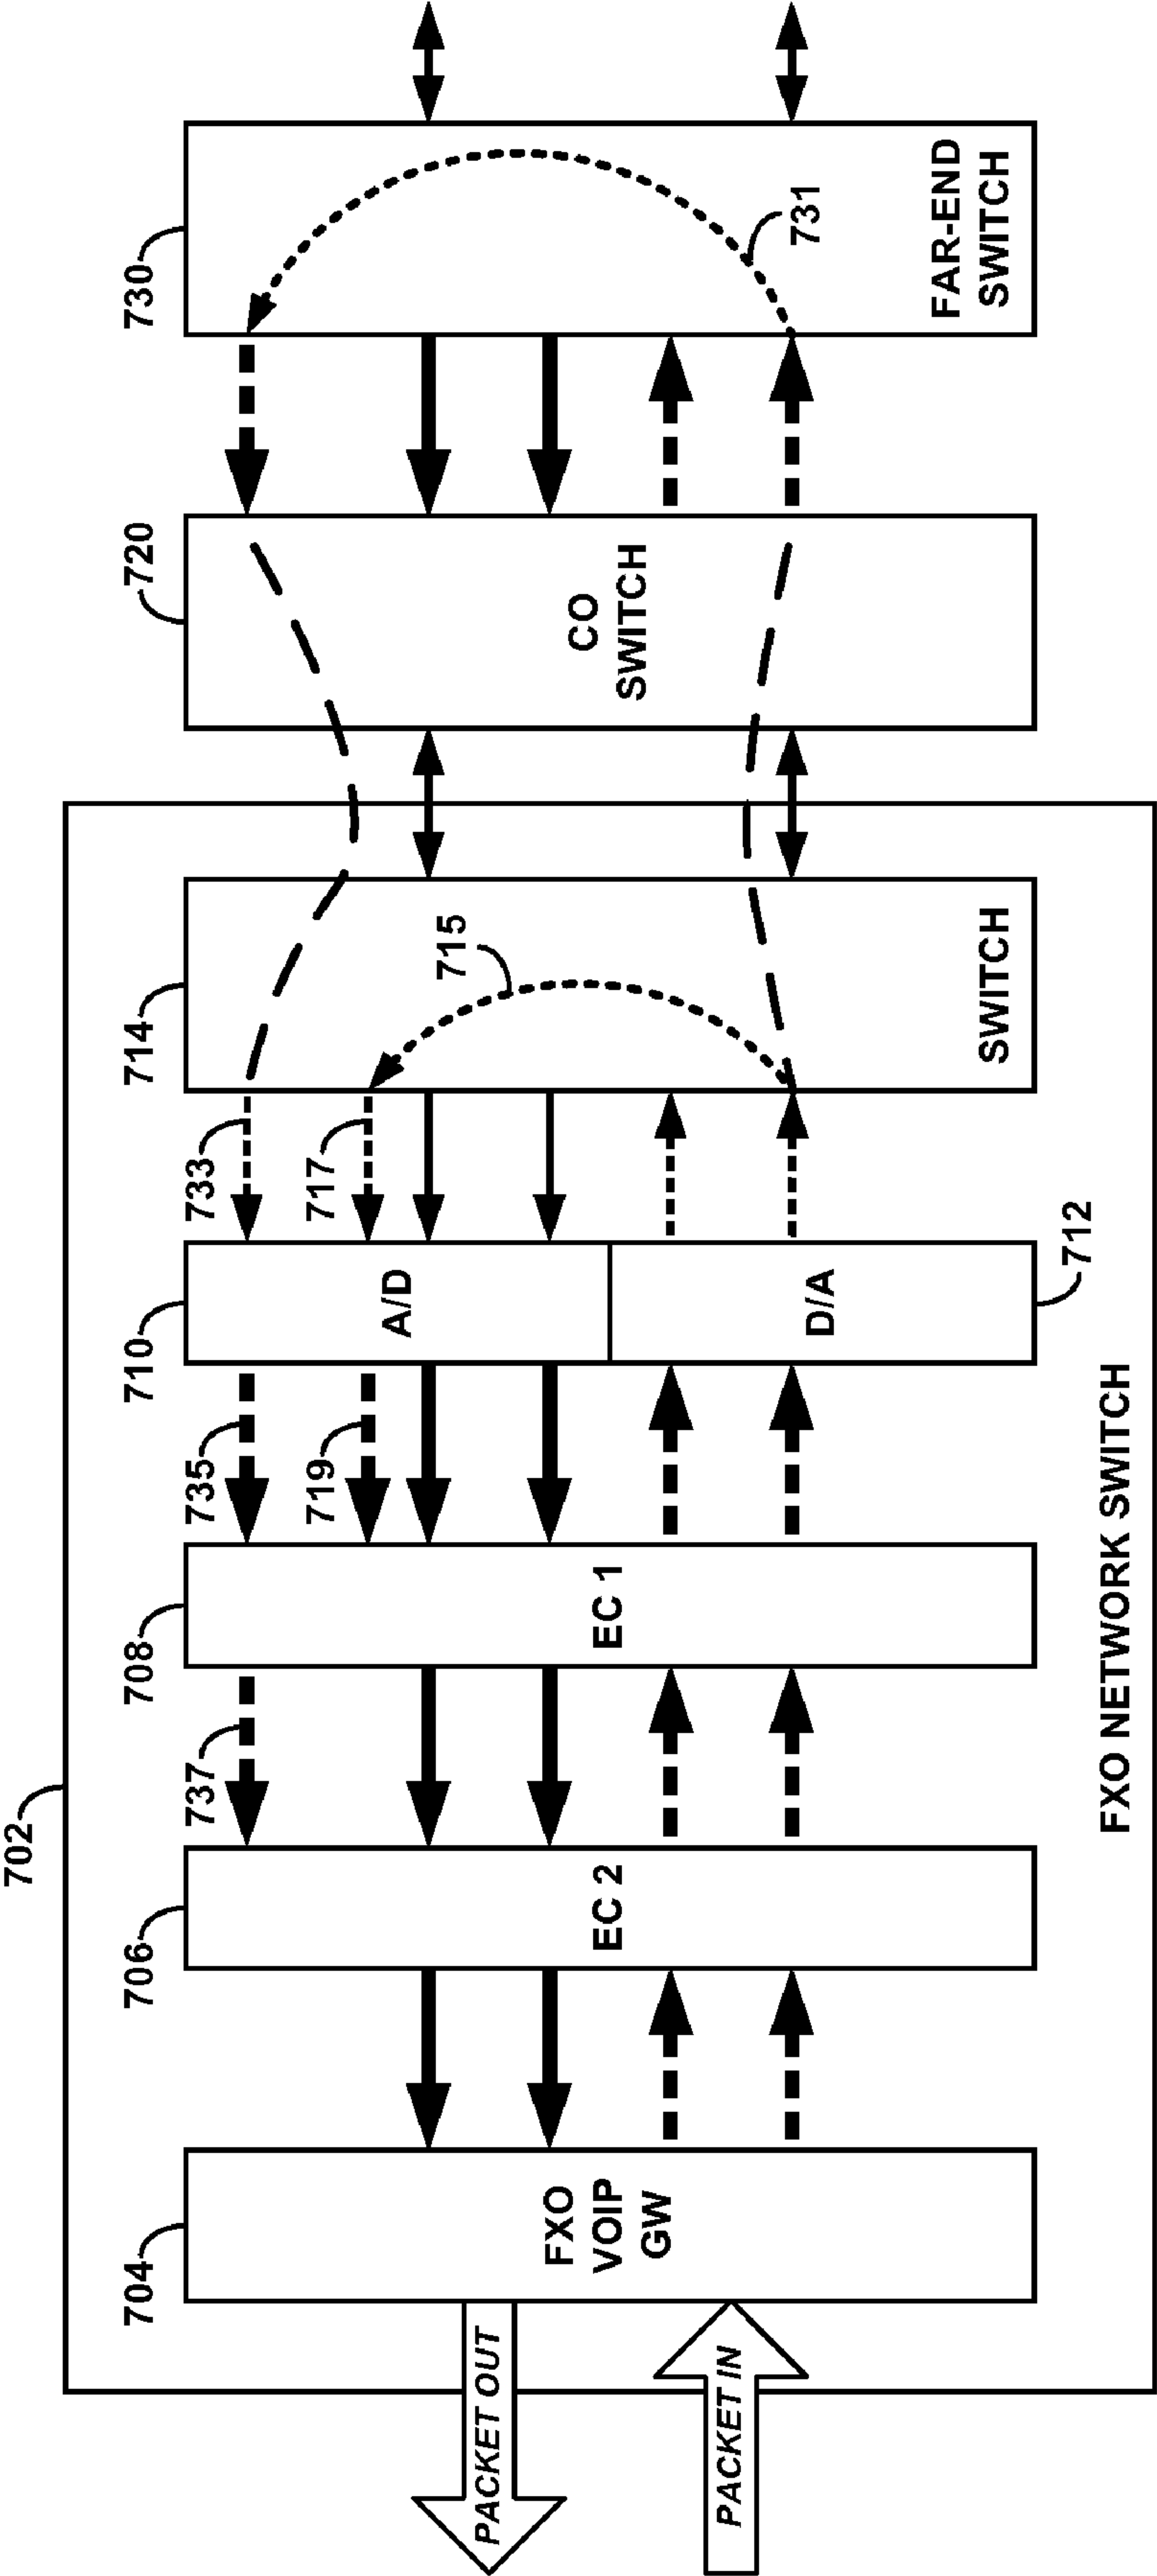 702
704
706
708
710
714
720
730
737
735
733
719
717
715
731
712
FXO
VOIP
GW
EC 2
EC 1
A/D
D/A
SWITCH
CO
SWITCH
FAR-END
SWITCH
PACKET OUT
PACKET IN
FXO NETWORK SWITCH